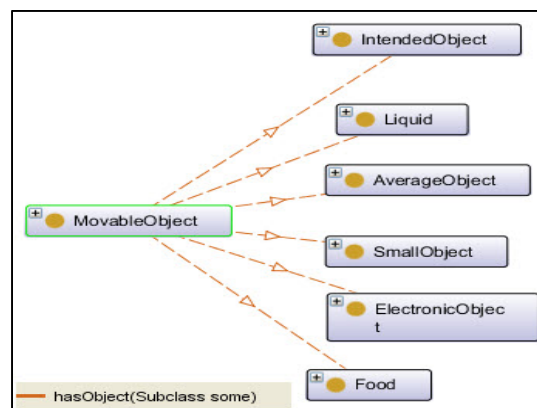 IntendedObject
Liquid
AverageObject
MovableObject
SmallObject
ElectronicObjec
t
Food
hasObject(Subclass some)